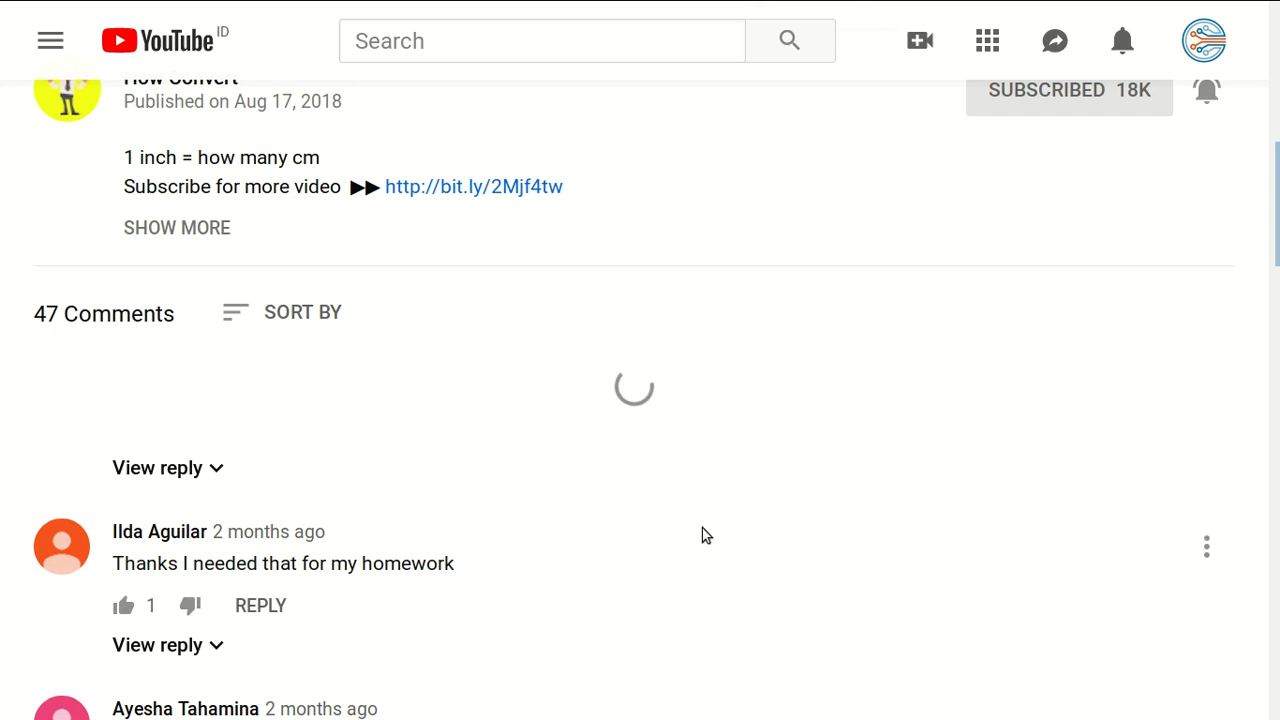 YouTube ID
Search
How Convert
Published on Aug 17, 2018
SUBSCRIBED 18K
1 inch = how many cm
Subscribe for more video ▶▶ http://bit.ly/2Mjf4tw
SHOW MORE
47 Comments
SORT BY
View reply
Ilda Aguilar 2 months ago
Thanks I needed that for my homework
1
REPLY
View reply
Ayesha Tahamina 2 months ago